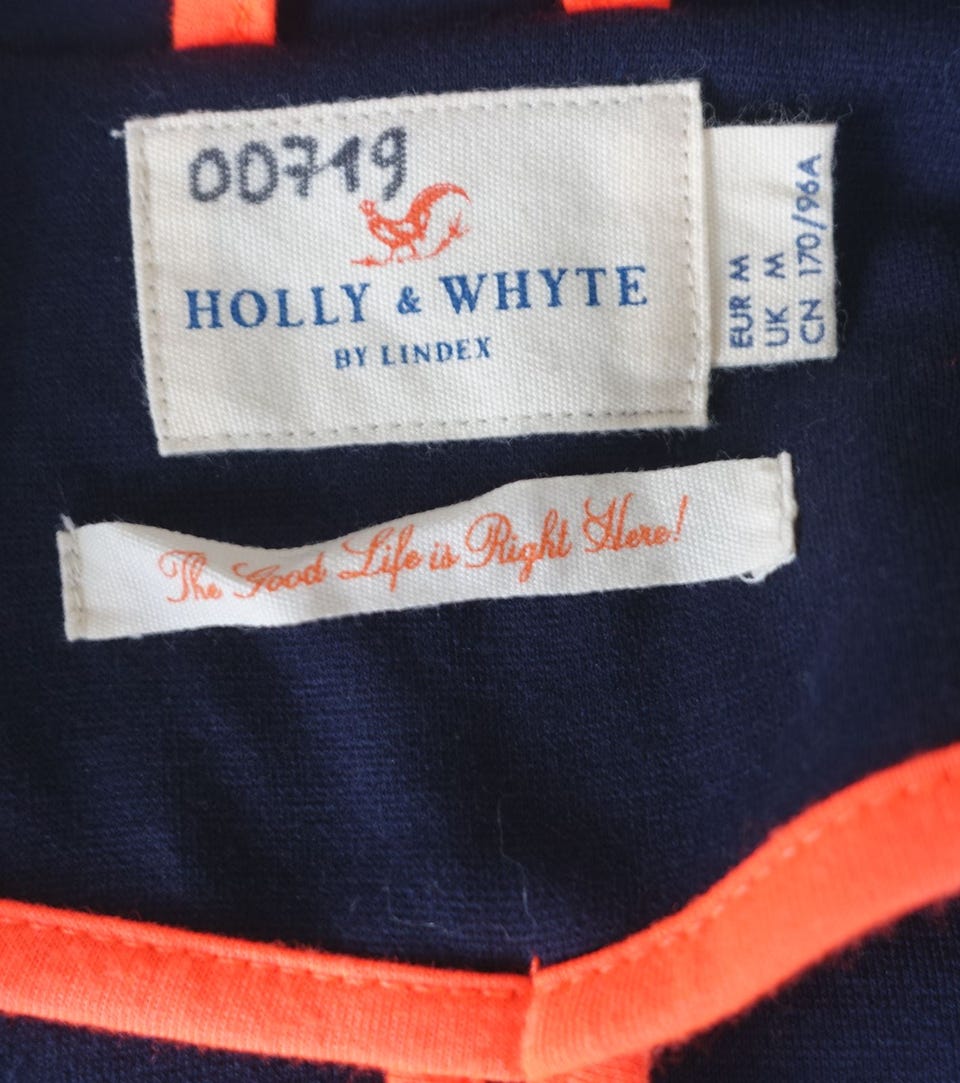 00719
HOLLY & WHYTE
BY LINDEX
EUR M
UK M
CN 170/96A
The Good Life is Right Here!